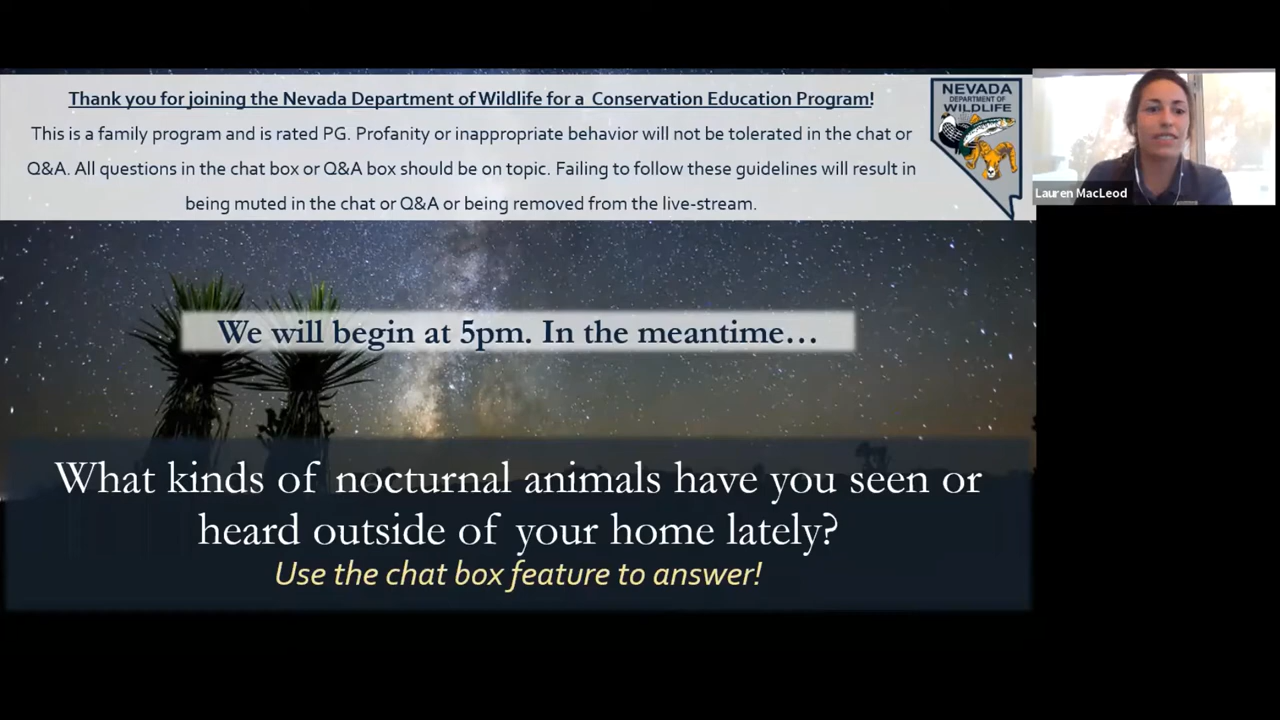 Thank you for joining the Nevada Department of Wildlife for a Conservation Education Program!
This is a family program and is rated PG. Profanity or inappropriate behavior will not be tolerated in the chat or
Q&A. All questions in the chat box or Q&A box should be on topic. Failing to follow these guidelines will result in
being muted in the chat or Q&A or being removed from the live-stream.
NEVADA
DEPARTMENT OF
WILDLIFE
Lauren MacLeod
We will begin at 5pm. In the meantime…
What kinds of nocturnal animals have you seen or
heard outside of your home lately?
Use the chat box feature to answer!